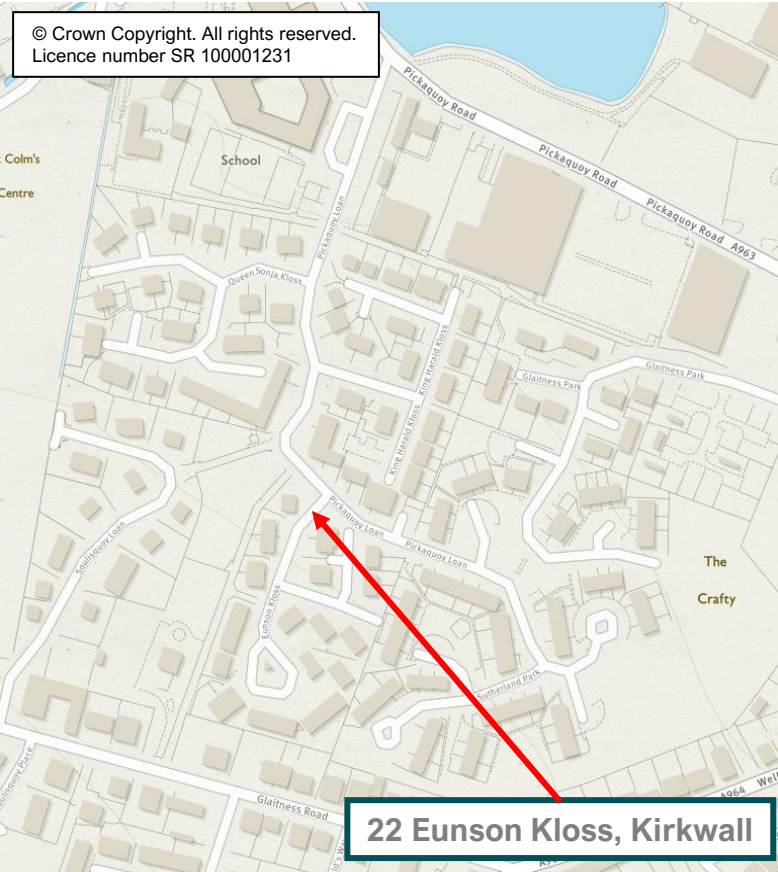 © Crown Copyright. All rights reserved.
Licence number SR 100001231
Pickaquoy Road
Pickaquoy Road
Pickaquoy Road A963
Colm's
Centre
School
Pickaquoy Loan
Queen Sonja Kloss
King Harald Kloss
King Harald Kloss
Glaitness Park
Glaitness Park
Pickaquoy Loan
Pickaquoy Loan
Soulisquoy Loan
Eunson Kloss
The
Crafty
Sutherland Park
Glaitness Road
A964
22 Eunson Kloss, Kirkwall